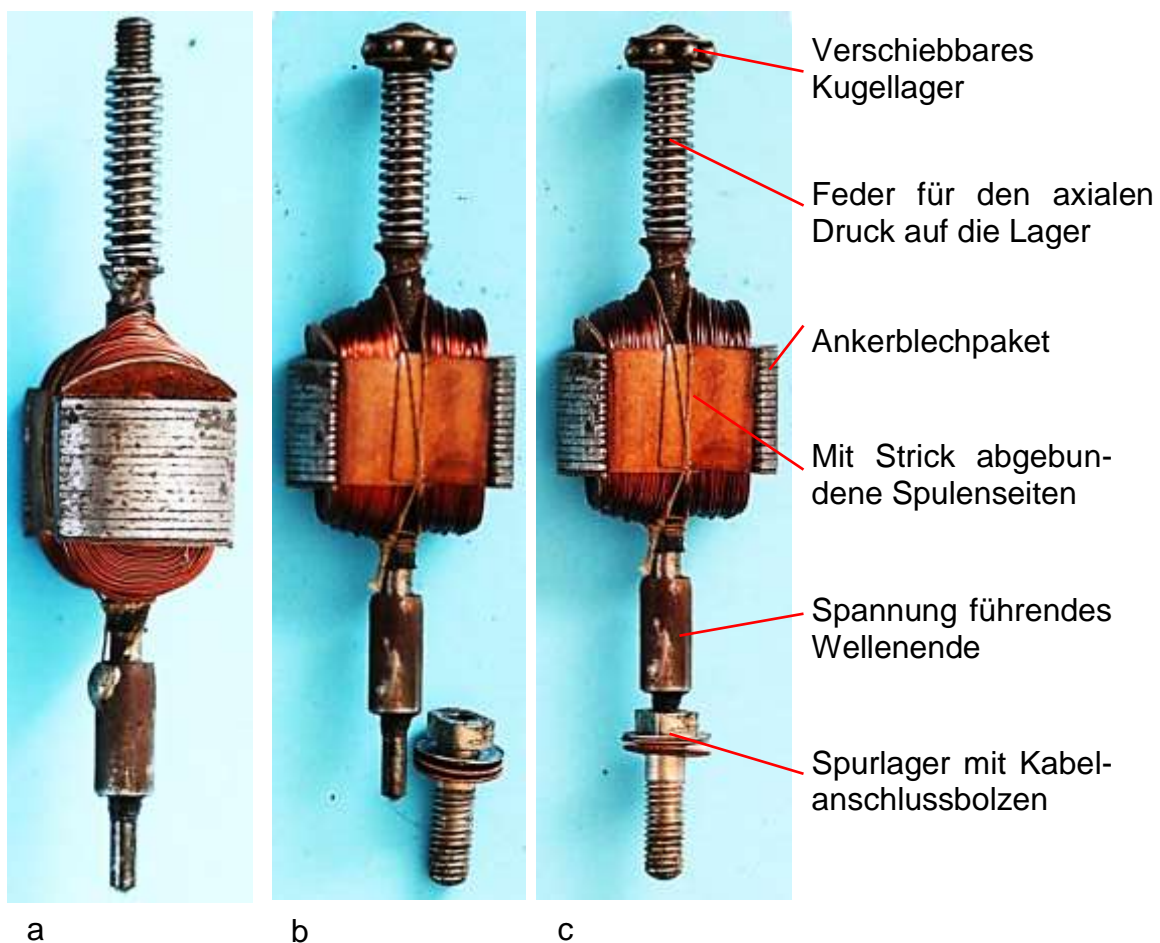 Verschiebbares
Kugellager
Feder für den axialen
Druck auf die Lager
Ankerblechpaket
Mit Strick abgebun-
dene Spulenseiten
Spannung führendes
Wellenende
Spurlager mit Kabel-
anschlussbolzen
a b c